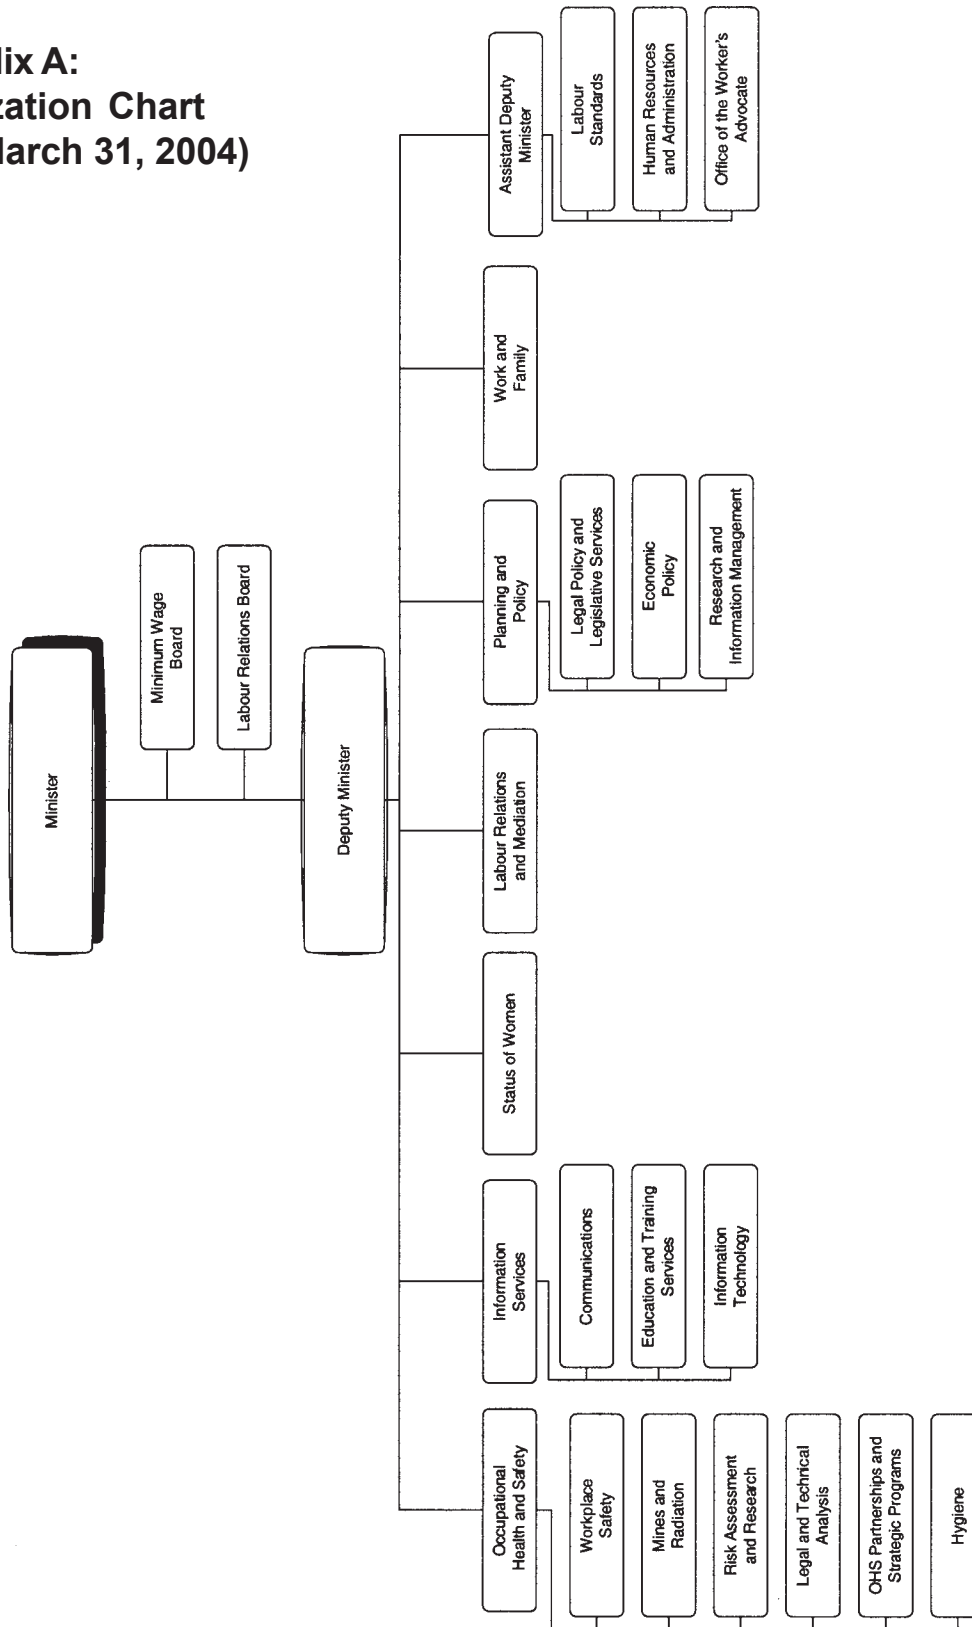 lix A:
zation Chart
March 31, 2004)
Minister
Minimum Wage
Board
Labour Relations Board
Deputy Minister
Occupational
Health and Safety
Workplace
Safety
Mines and
Radiation
Risk Assessment
and Research
Legal and Technical
Analysis
OHS Partnerships and
Strategic Programs
Hygiene
Information
Services
Communications
Education and Training
Services
Information
Technology
Status of Women
Labour Relations
and Mediation
Planning and
Policy
Legal Policy and
Legislative Services
Economic
Policy
Research and
Information Management
Work and
Family
Assistant Deputy
Minister
Labour
Standards
Human Resources
and Administration
Office of the Worker's
Advocate